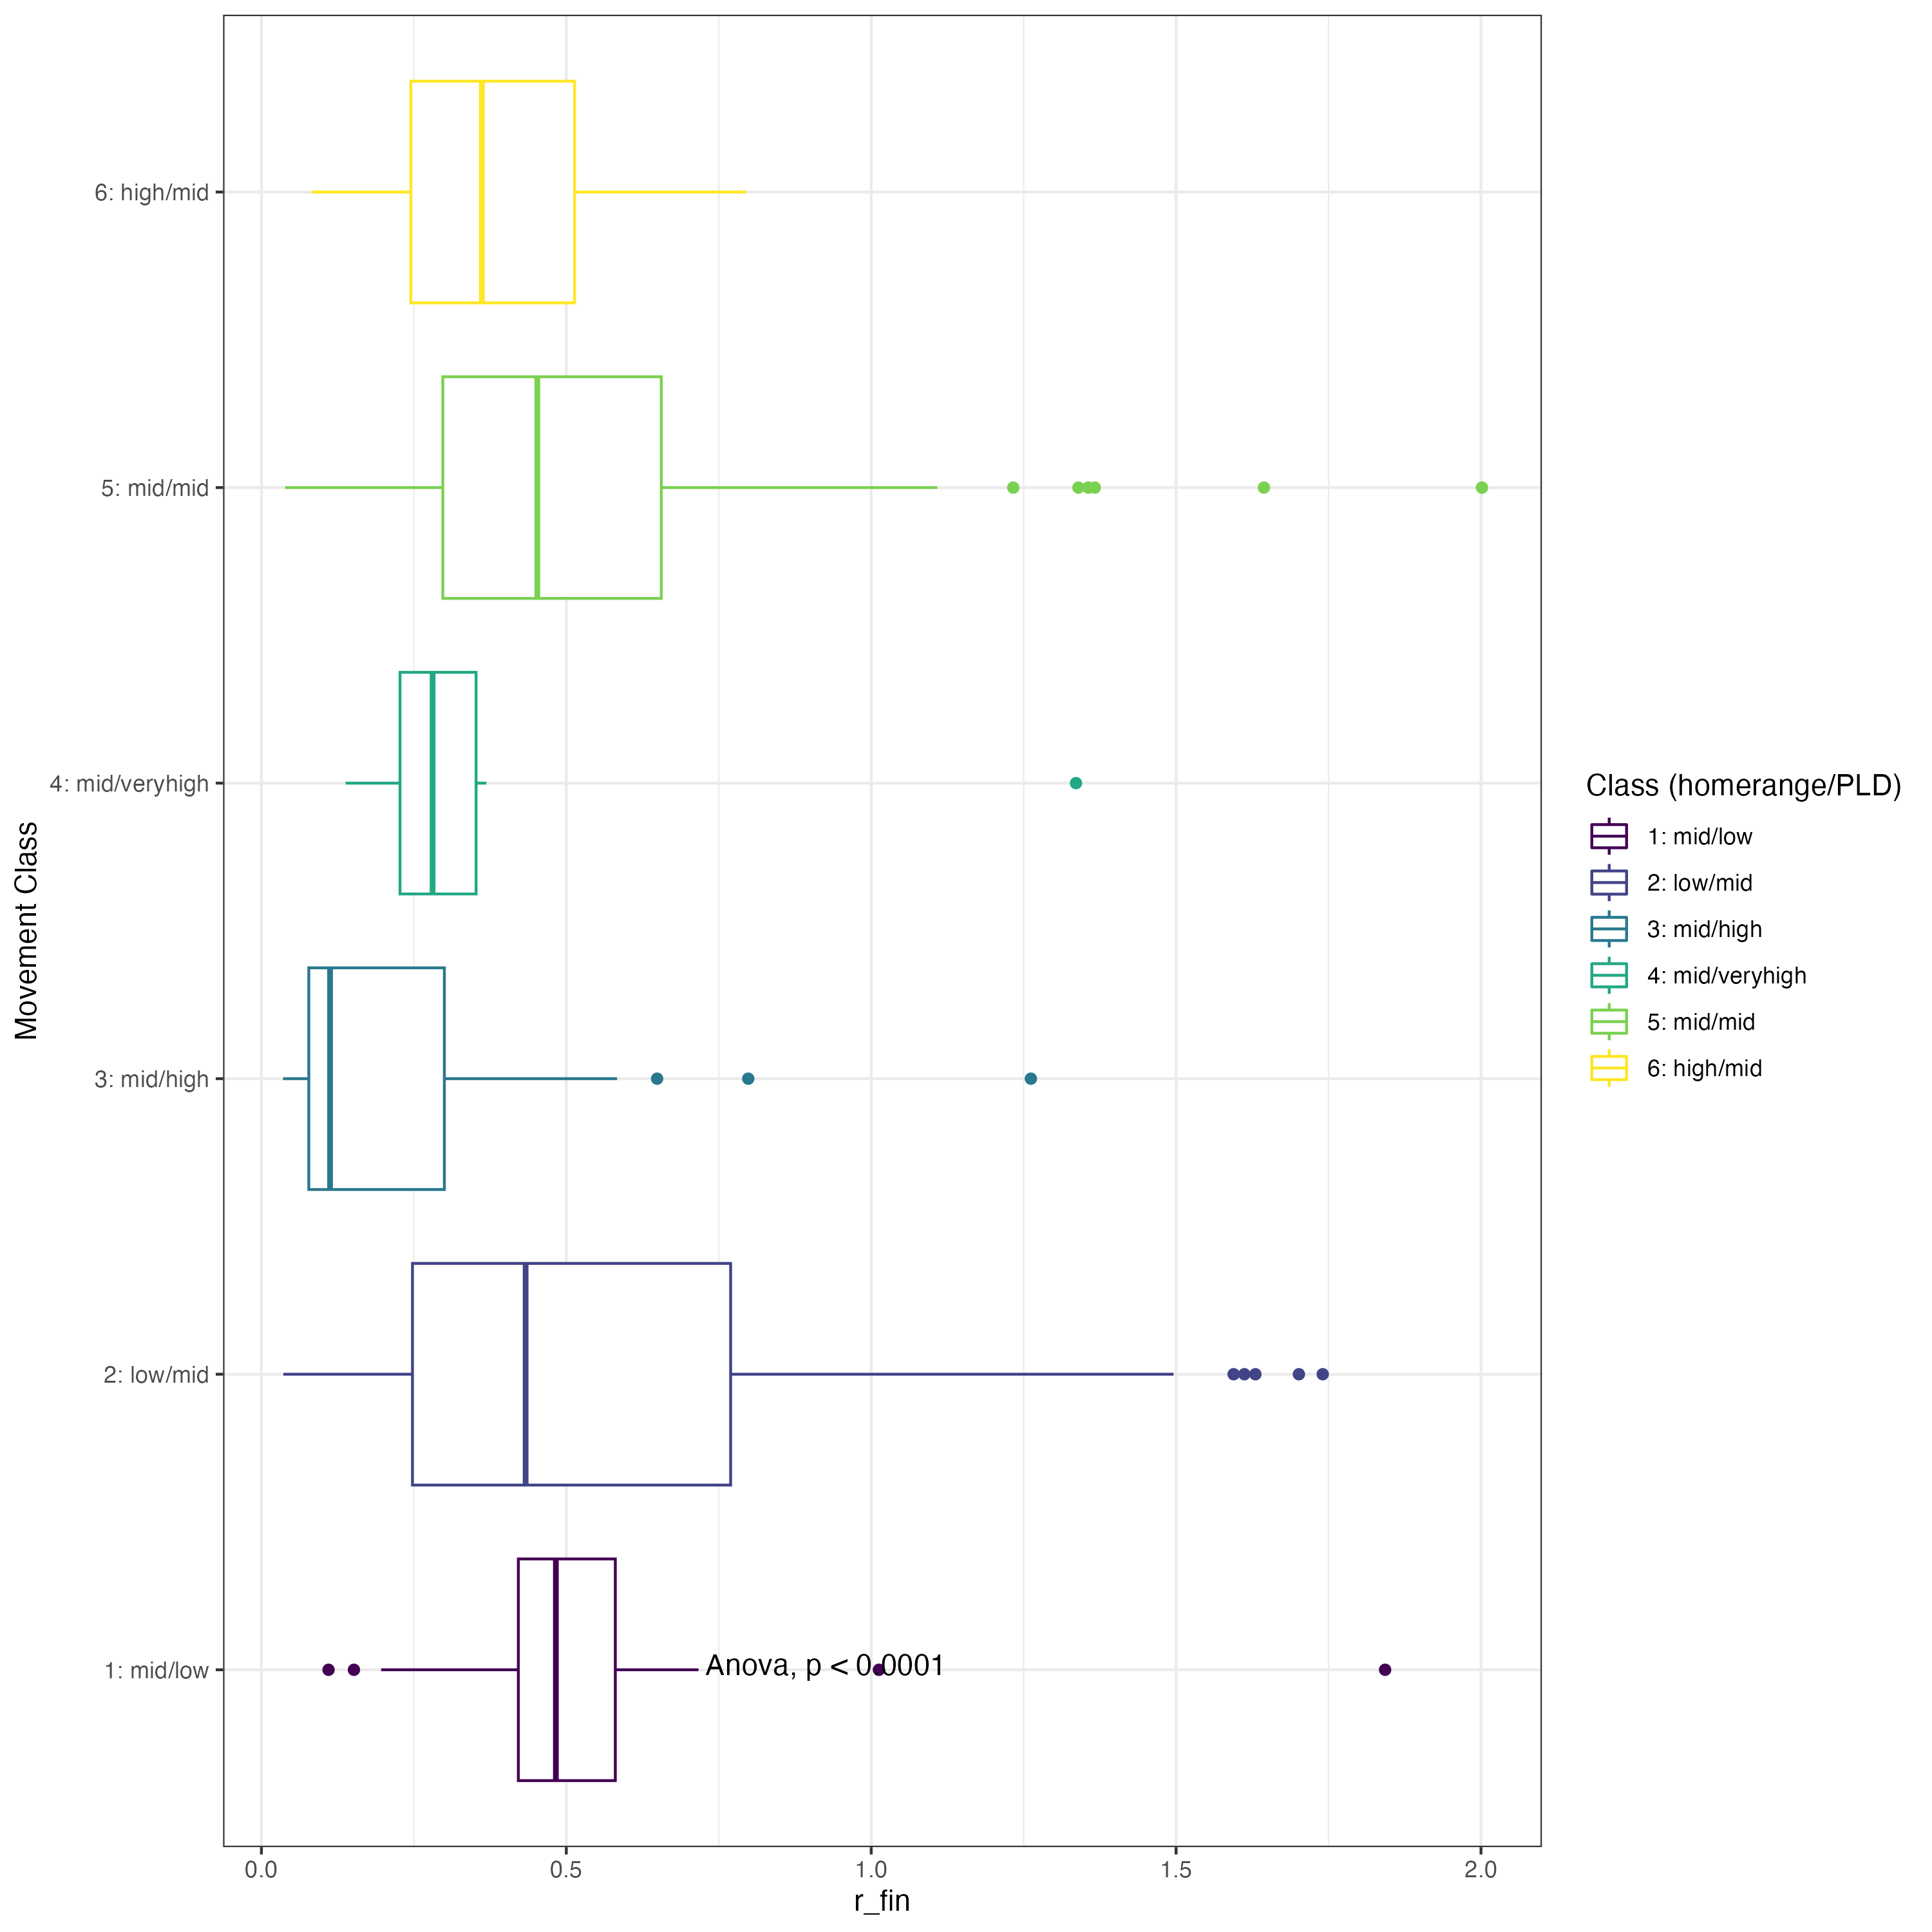 6: high/mid
5: mid/mid
4: mid/veryhigh
3: mid/high
2: low/mid
1: mid/low
Movement Class
Anova, p < 0.0001
0.0 0.5 1.0 1.5 2.0
r_fin
Class (homerange/PLD)
1: mid/low
2: low/mid
3: mid/high
4: mid/veryhigh
5: mid/mid
6: high/mid